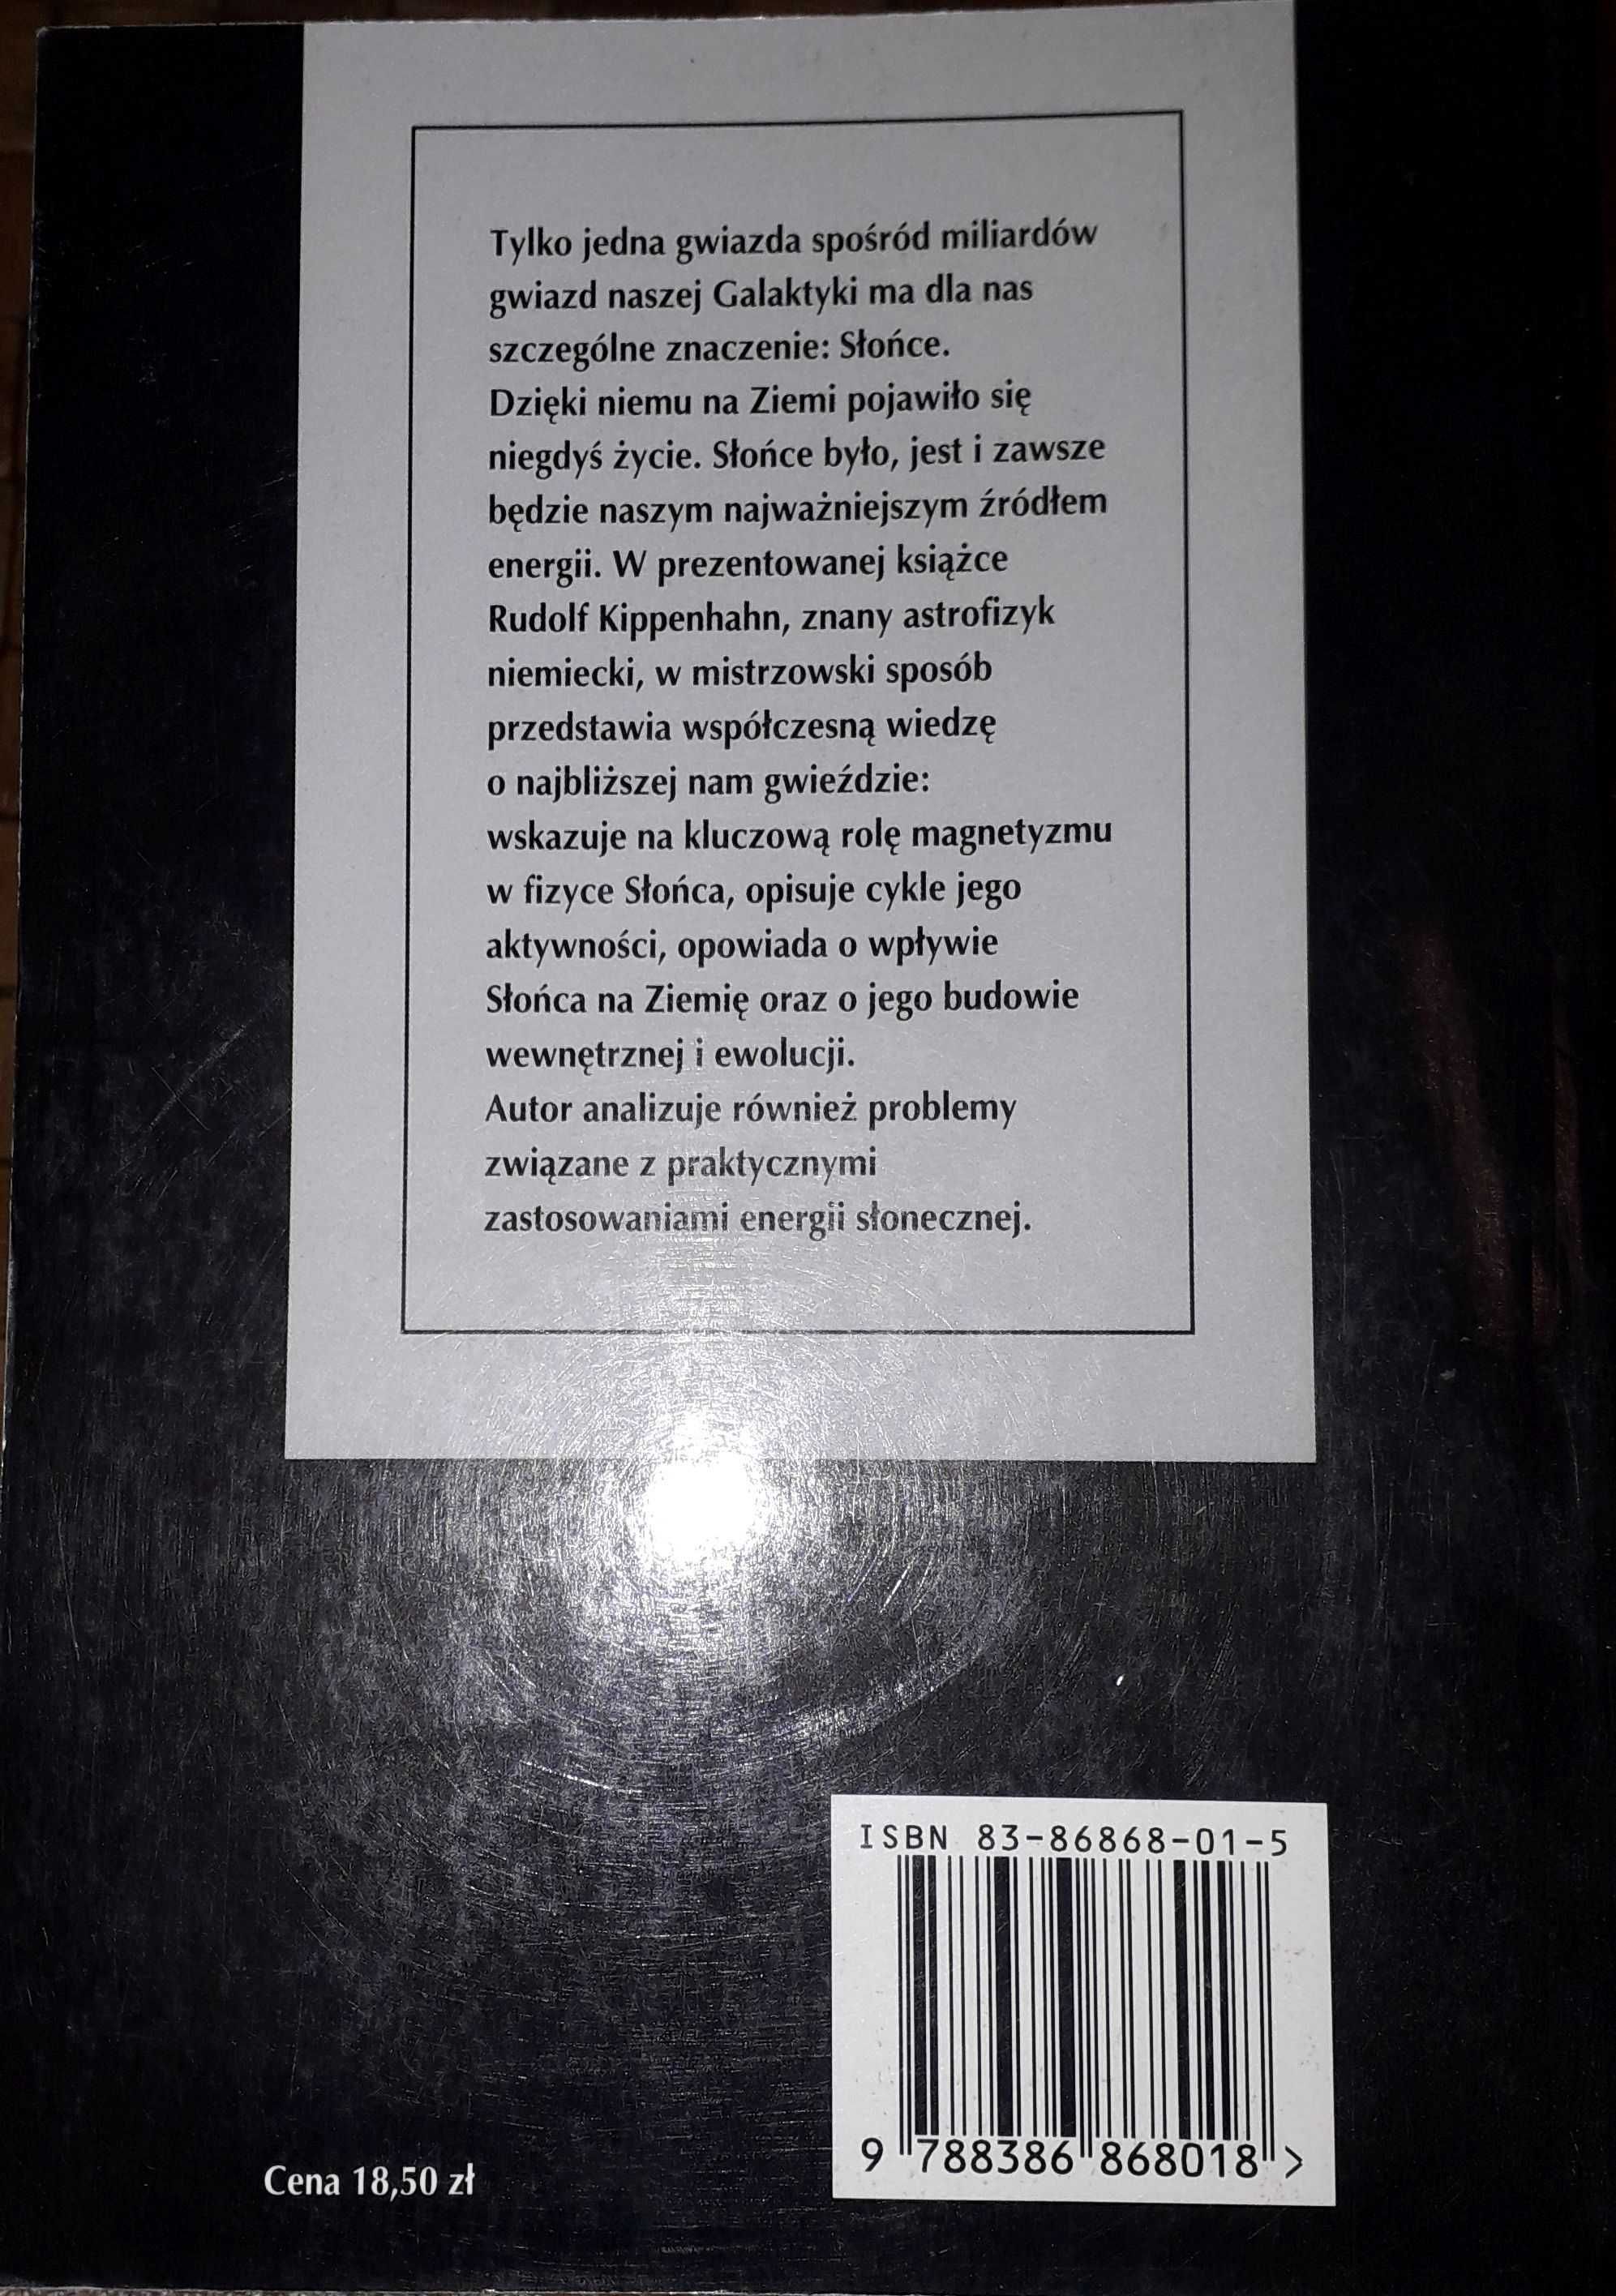 Tylko jedna gwiazda spośród miliardów
gwiazd naszej Galaktyki ma dla nas
szczególne znaczenie: Słońce.
Dzięki niemu na Ziemi pojawiło się
niegdyś życie. Słońce było, jest i zawsze
będzie naszym najważniejszym źródłem
energii. W prezentowanej książce
Rudolf Kippenhahn, znany astrofizyk
niemiecki, w mistrzowski sposób
przedstawia współczesną wiedzę
o najbliższej nam gwieździe:
wskazuje na kluczową rolę magnetyzmu
w fizyce Słońca, opisuje cykle jego
aktywności, opowiada o wpływie
Słońca na Ziemię oraz o jego budowie
wewnętrznej i ewolucji.
Autor analizuje również problemy
związane z praktycznymi
zastosowaniami energii słonecznej.
ISBN 83-86868-01-5
9 788386 868018 >
Cena 18,50 zł